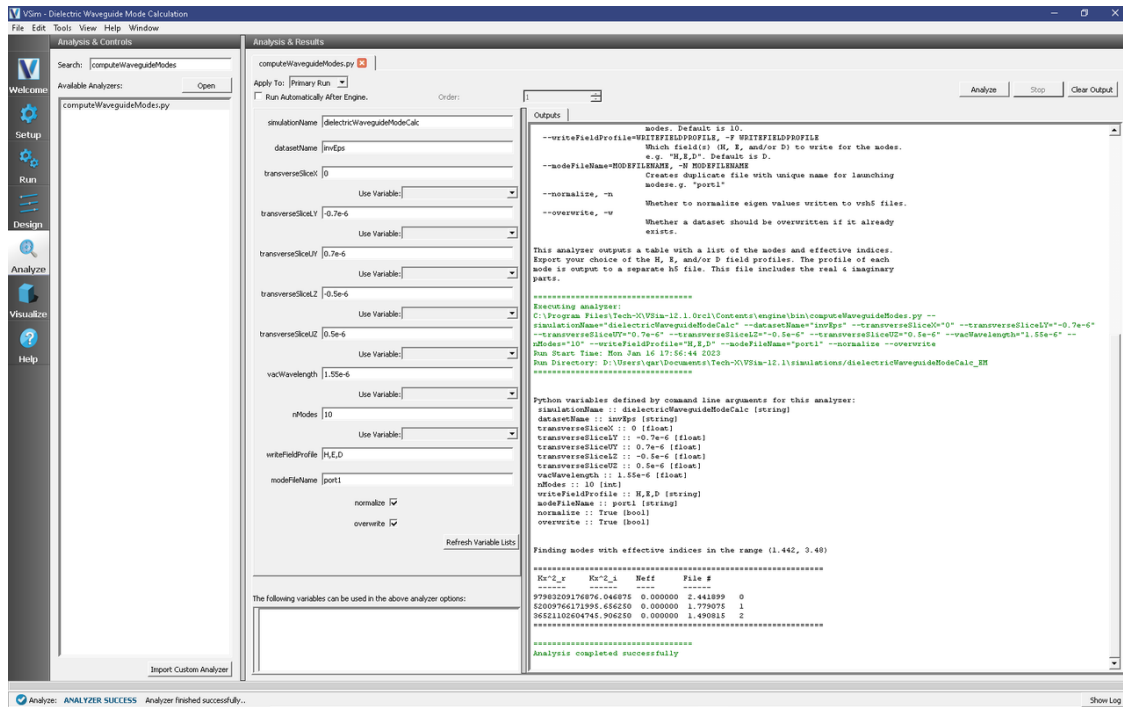 VSim - Dielectric Waveguide Mode Calculation
File Edit Tools View Help Window
Analysis & Controls
Search: computeWaveguideModes
Available Analyzers: Open
computeWaveguideModes.py
Import Custom Analyzer
Welcome
Setup
Run
Design
Analyze
Visualize
Help
Analysis & Results
computeWaveguideModes.py
Apply To: Primary Run
Run Automatically After Engine. Order: 1
Analyze Stop Clear Output
simulationName dielectricWaveguideModeCalc
datasetName invEps
transverseSliceX 0
Use Variable:
transverseSliceLY -0.7e-6
Use Variable:
transverseSliceUY 0.7e-6
Use Variable:
transverseSliceLZ -0.5e-6
Use Variable:
transverseSliceUZ 0.5e-6
Use Variable:
vacWavelength 1.55e-6
Use Variable:
nModes 10
Use Variable:
writeFieldProfile H,E,D
modeFileName port1
normalize
overwrite
Refresh Variable Lists
The following variables can be used in the above analyzer options:
Outputs
modes. Default is 10.
--writeFieldProfile=WRITEFIELDPROFILE, -F WRITEFIELDPROFILE
Which field(s) (H, E, and/or D) to write for the modes.
e.g. "H,E,D". Default is D.
--modeFileName=MODEFILENAME, -N MODEFILENAME
Creates duplicate file with unique name for launching
modese.g. "port1"
--normalize, -n
Whether to normalize eigen values written to vsh5 files.
--overwrite, -w
Whether a dataset should be overwritten if it already
exists.
This analyzer outputs a table with a list of the modes and effective indices.
Export your choice of the H, E, and/or D field profiles. The profile of each
mode is output to a separate h5 file. This file includes the real & imaginary
parts.
=================================
Executing analyzer:
C:\Program Files\Tech-X\VSim-12.1.0rc1\Contents\engine\bin\computeWaveguideModes.py --
simulationName="dielectricWaveguideModeCalc" --datasetName="invEps" --transverseSliceX="0" --transverseSliceLY="-0.7e-6"
--transverseSliceUY="0.7e-6" --transverseSliceLZ="-0.5e-6" --transverseSliceUZ="0.5e-6" --vacWavelength="1.55e-6" --
nModes="10" --writeFieldProfile="H,E,D" --modeFileName="port1" --normalize --overwrite
Run Start Time: Mon Jan 16 17:56:44 2023
Run Directory: D:\Users\qar\Documents\Tech-X\VSim-12.1\simulations/dielectricWaveguideModeCalc_EM
=================================
Python variables defined by command line arguments for this analyzer:
simulationName :: dielectricWaveguideModeCalc [string]
datasetName :: invEps [string]
transverseSliceX :: 0 [float]
transverseSliceLY :: -0.7e-6 [float]
transverseSliceUY :: 0.7e-6 [float]
transverseSliceLZ :: -0.5e-6 [float]
transverseSliceUZ :: 0.5e-6 [float]
vacWavelength :: 1.55e-6 [float]
nModes :: 10 [int]
writeFieldProfile :: H,E,D [string]
modeFileName :: port1 [string]
normalize :: True [bool]
overwrite :: True [bool]
Finding modes with effective indices in the range (1.442, 3.48)
============================================================
Kx^2_r Kx^2_i Neff File #
------ ------ ---- ------
97983209176876.046875 0.000000 2.441899 0
52009766171995.656250 0.000000 1.779075 1
36521102604745.906250 0.000000 1.490815 2
============================================================
=================================
Analysis completed successfully
Analyze: ANALYZER SUCCESS Analyzer finished successfully..
Show Log